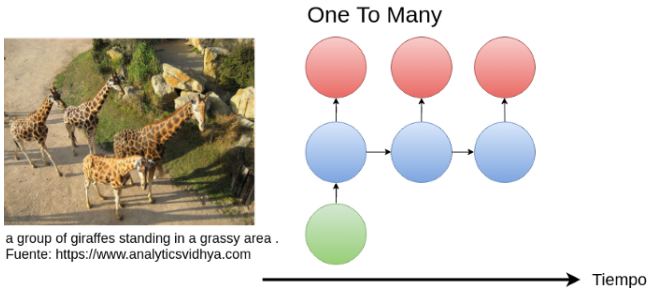 One To Many
a group of giraffes standing in a grassy area .
Fuente: https://www.analyticsvidhya.com
Tiempo